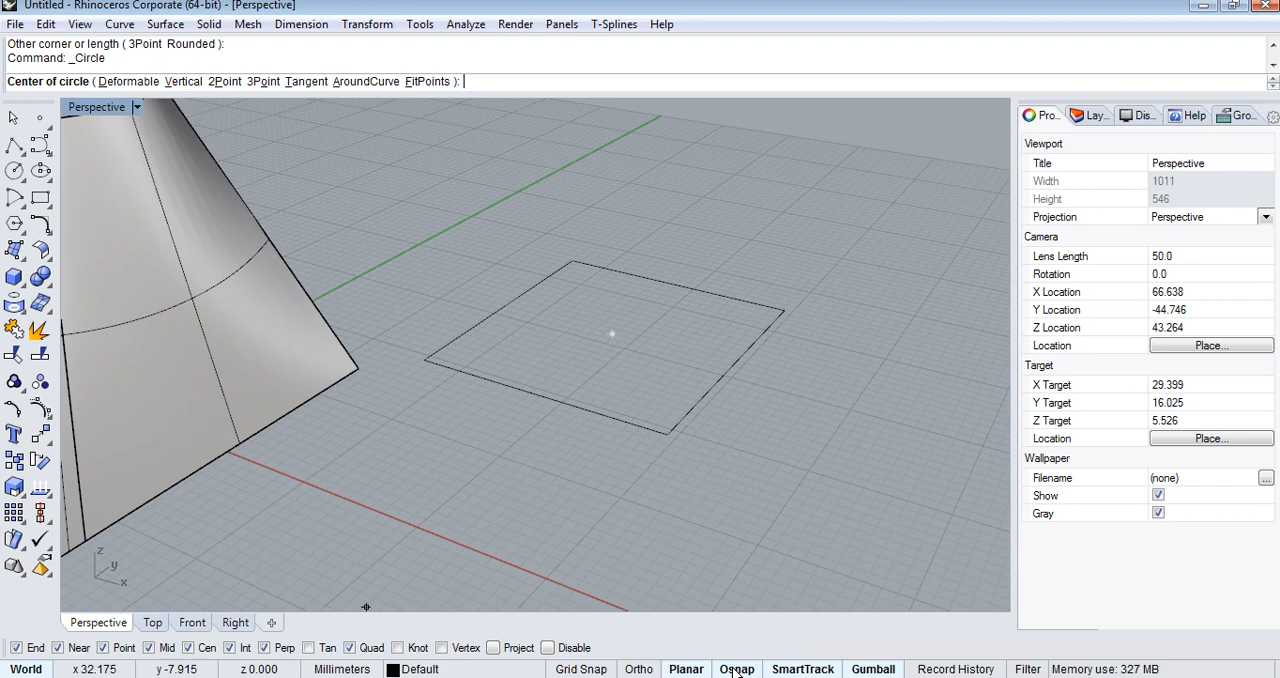 Untitled - Rhinoceros Corporate (64-bit) - [Perspective]
File Edit View Curve Surface Solid Mesh Dimension Transform Tools Analyze Render Panels T-Splines Help
Other corner or length ( 3Point Rounded ):
Command: _Circle
Center of circle ( Deformable Vertical 2Point 3Point Tangent AroundCurve FitPoints ):
Perspective
Pro... Lay... Dis... Help Gro...
Viewport
Title Perspective
Width 1011
Height 546
Projection Perspective
Camera
Lens Length 50.0
Rotation 0.0
X Location 66.638
Y Location -44.746
Z Location 43.264
Location Place...
Target
X Target 29.399
Y Target 16.025
Z Target 5.526
Location Place...
Wallpaper
Filename (none) ...
Show
Gray
z
y
x
Perspective Top Front Right
End Near Point Mid Cen Int Perp Tan Quad Knot Vertex Project Disable
World x 32.175 y -7.915 z 0.000 Millimeters Default Grid Snap Ortho Planar Osnap SmartTrack Gumball Record History Filter Memory use: 327 MB